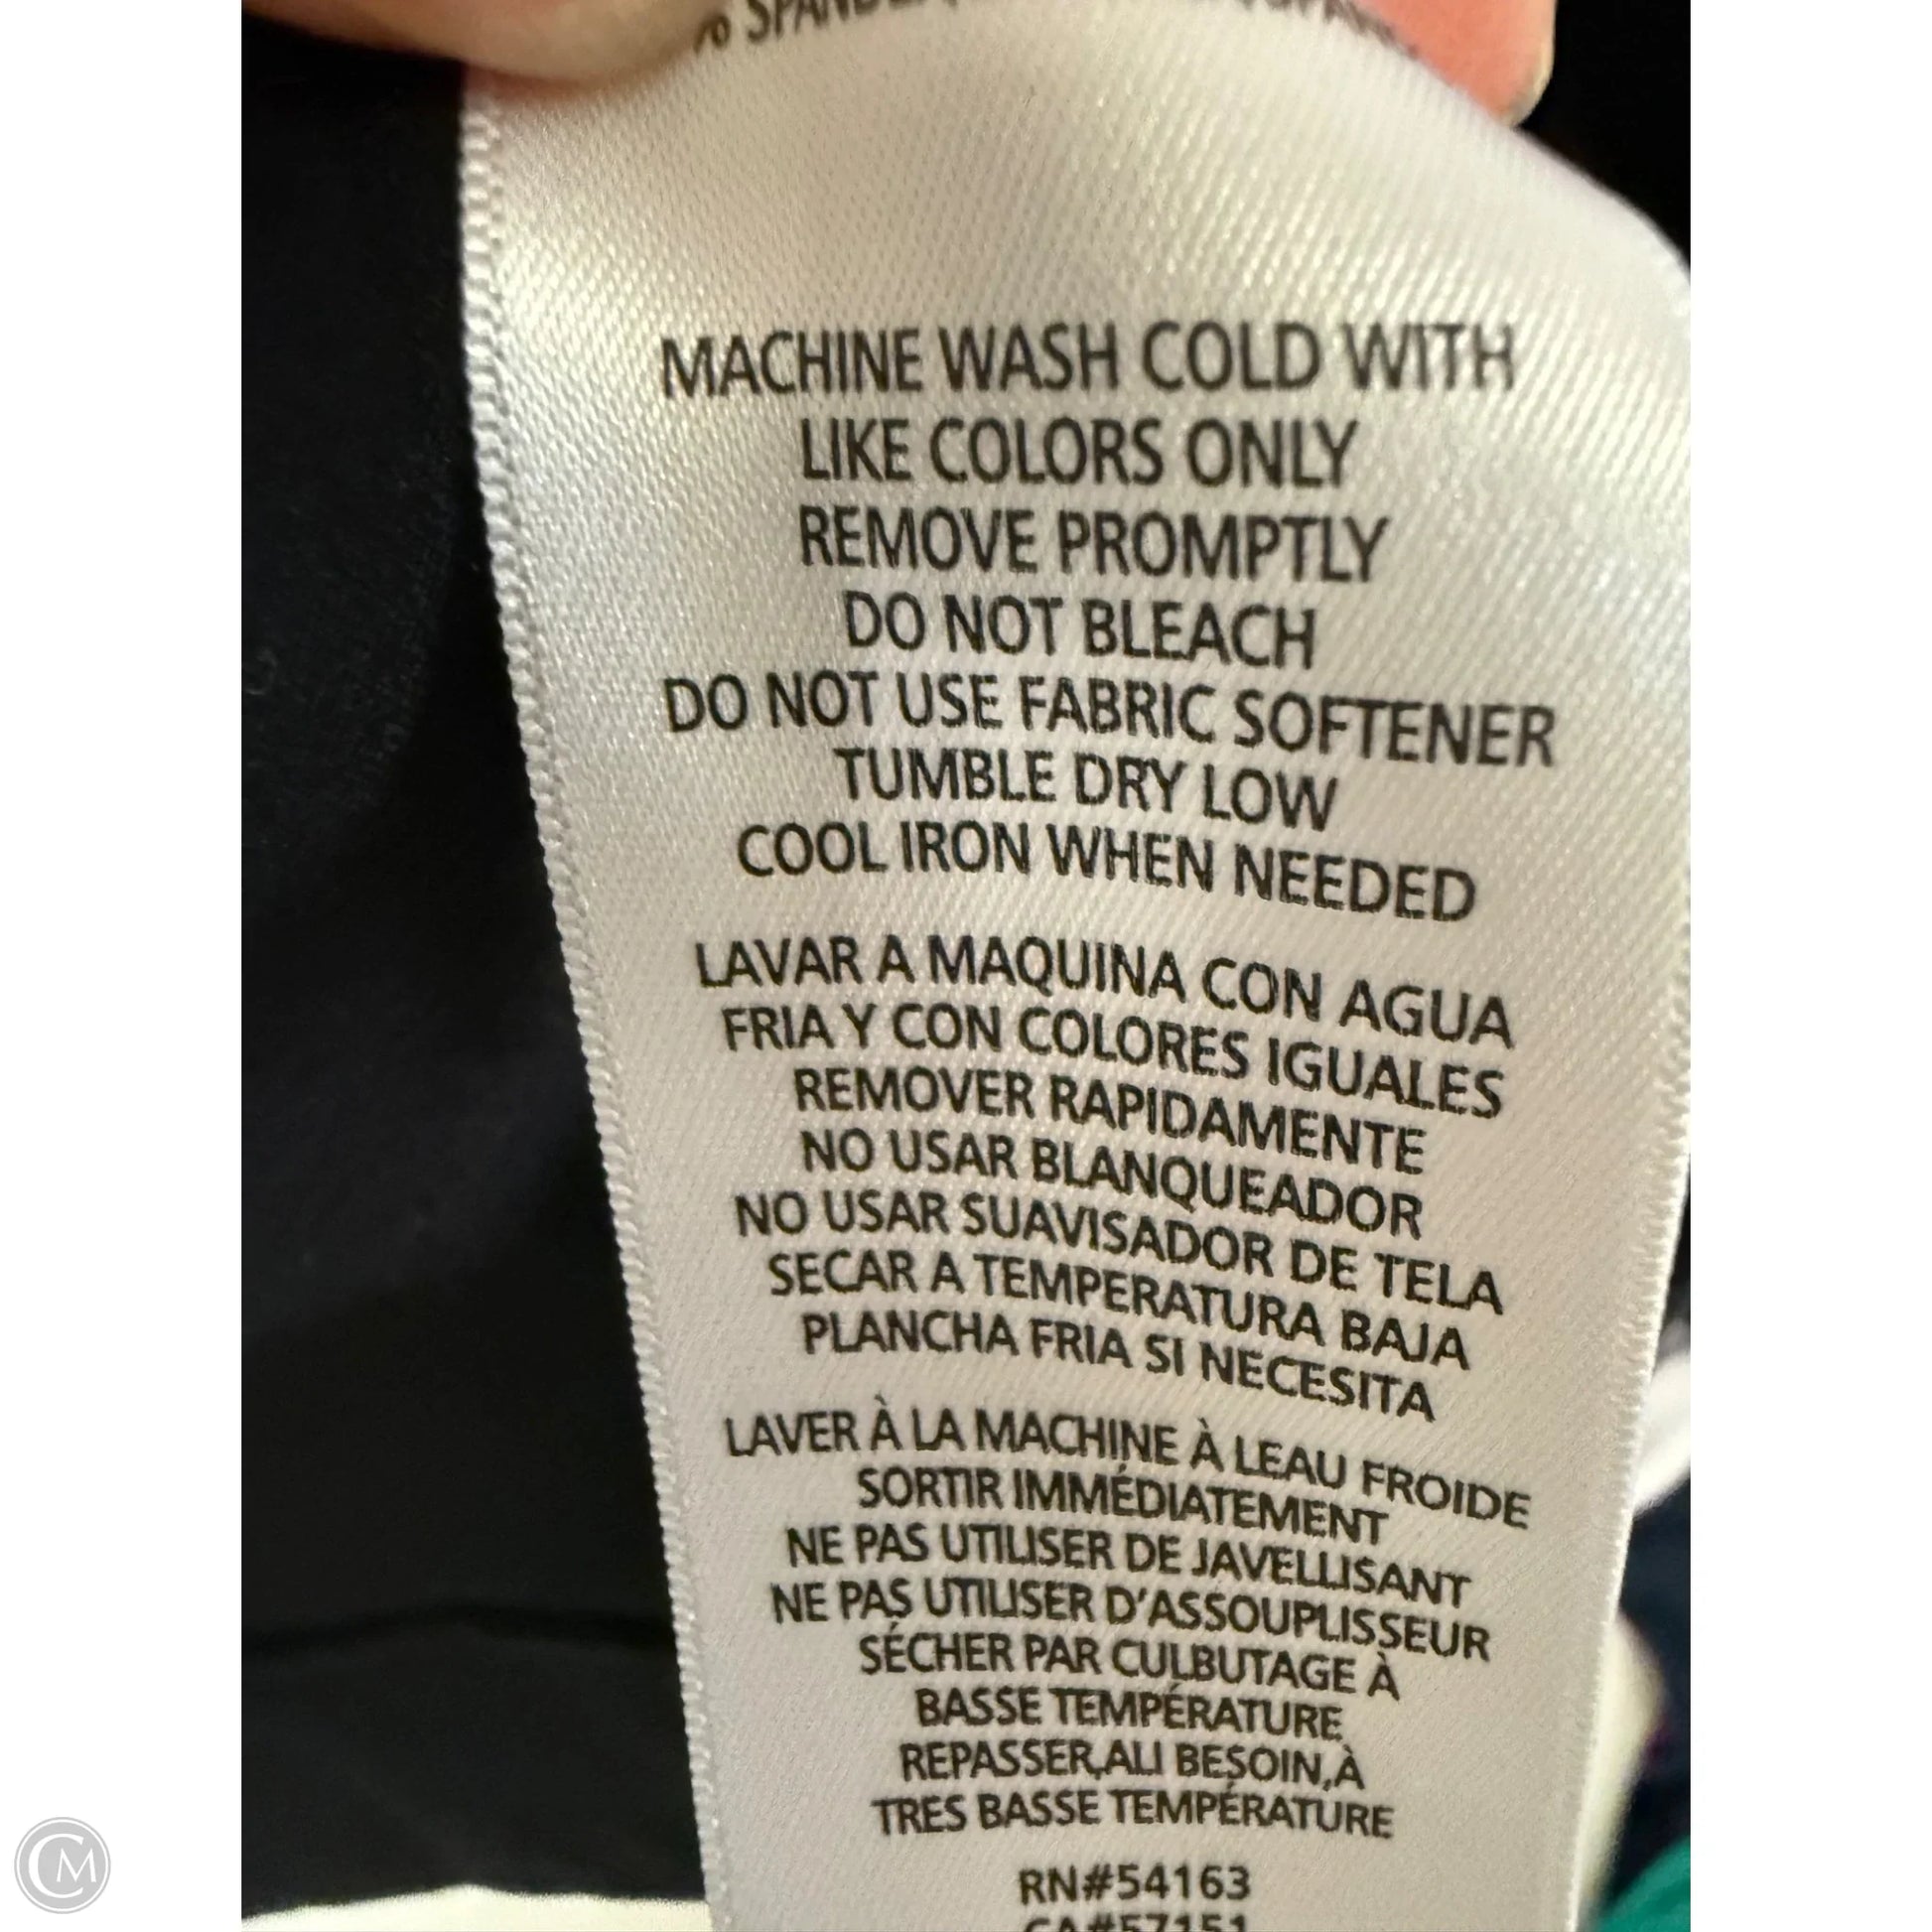 % SPANDE
MACHINE WASH COLD WITH
LIKE COLORS ONLY
REMOVE PROMPTLY
DO NOT BLEACH
DO NOT USE FABRIC SOFTENER
TUMBLE DRY LOW
COOL IRON WHEN NEEDED
LAVAR A MAQUINA CON AGUA
FRIA Y CON COLORES IGUALES
REMOVER RAPIDAMENTE
NO USAR BLANQUEADOR
NO USAR SUAVISADOR DE TELA
SECAR A TEMPERATURA BAJA
PLANCHA FRIA SI NECESITA
LAVER À LA MACHINE À LEAU FROIDE
SORTIR IMMÉDIATEMENT
NE PAS UTILISER DE JAVELLISANT
NE PAS UTILISER D'ASSOUPLISSEUR
SÉCHER PAR CULBUTAGE À
BASSE TEMPÉRATURE
REPASSER,ALI BESOIN,À
TRES BASSE TEMPÉRATURE
RN#54163
CA#57151
CM